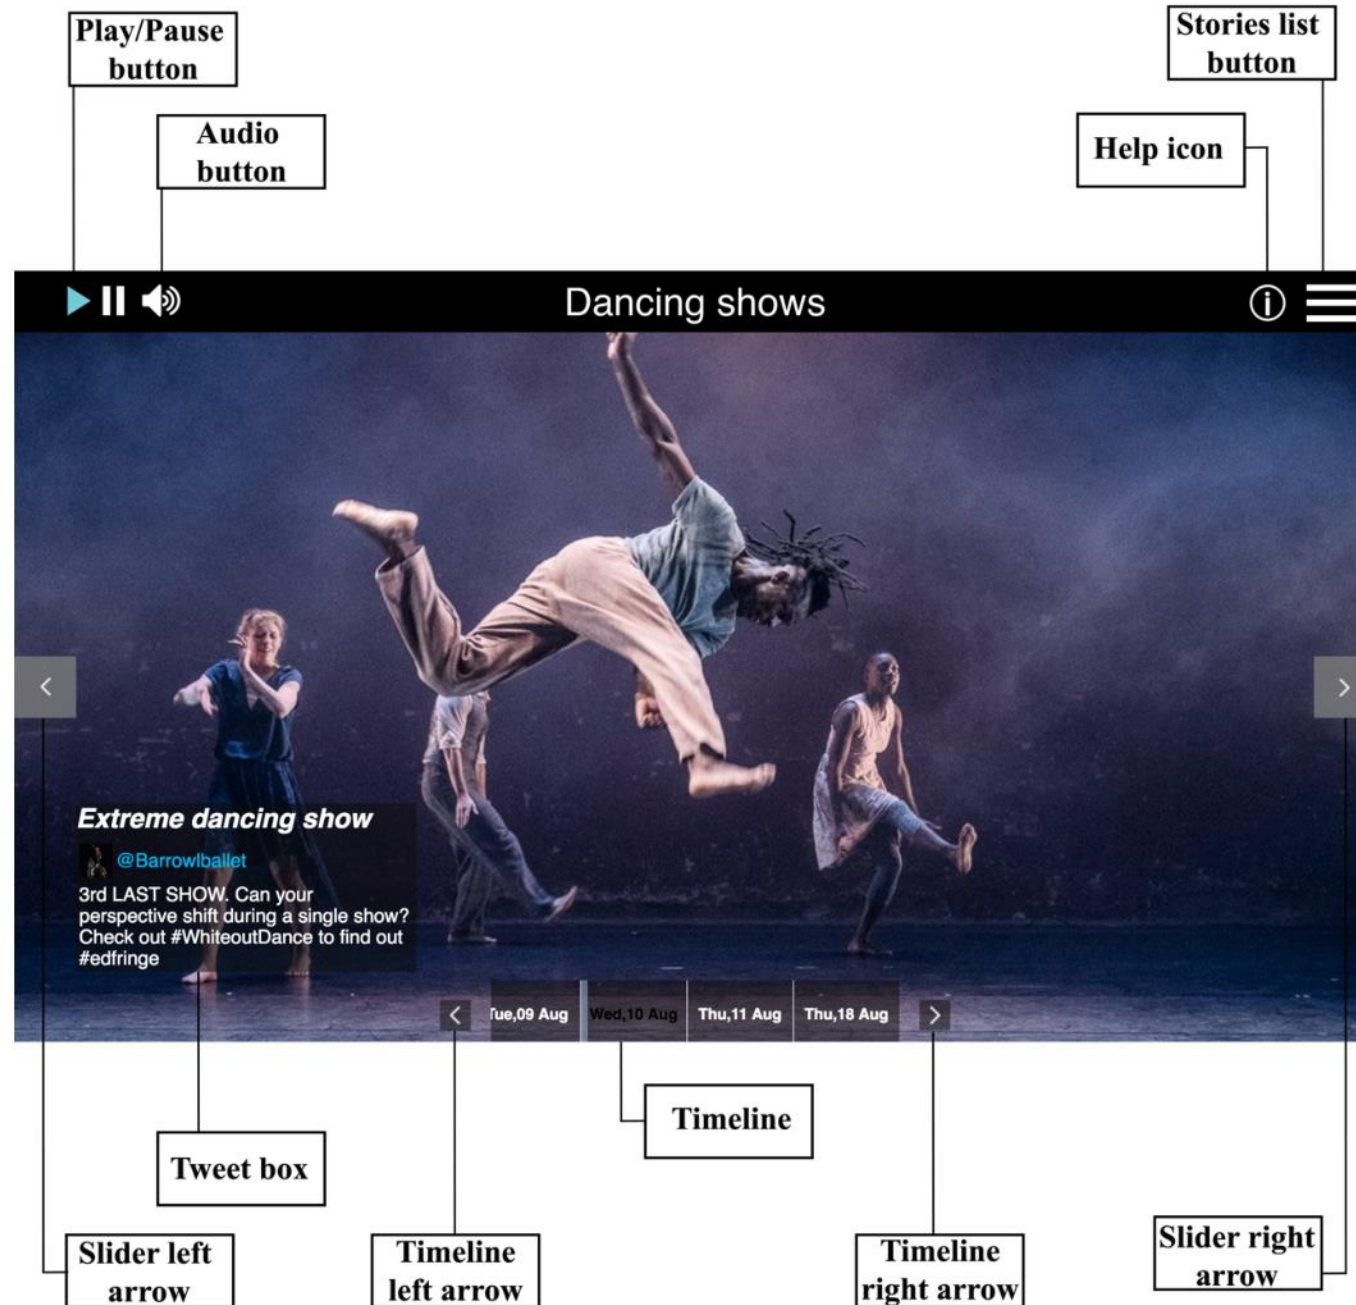 Play/Pause
button
Stories list
button
Audio
button
Help icon
Dancing shows
Extreme dancing show
@Barrowlballet
3rd LAST SHOW. Can your
perspective shift during a single show?
Check out #WhiteoutDance to find out
#edfringe
Tue,09 Aug
Wed,10 Aug
Thu,11 Aug
Thu,18 Aug
Timeline
Tweet box
Slider left
arrow
Timeline
left arrow
Timeline
right arrow
Slider right
arrow